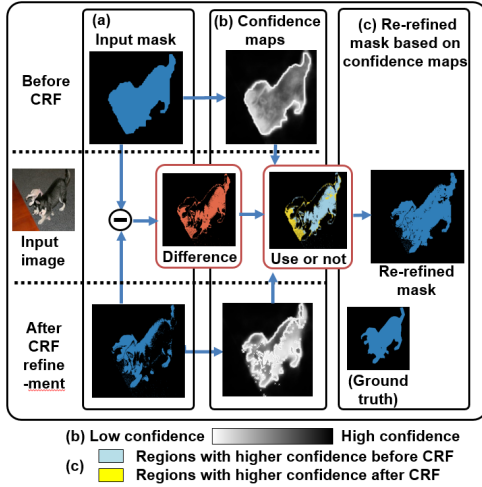 (a)
Input mask
(b) Confidence
maps
(c) Re-refined
mask based on
confidence maps
Before
CRF
Input
image
Difference
Use or not
Re-refined
mask
After
CRF
refine
-ment
(Ground
truth)
(b) Low confidence
High confidence
(c)
Regions with higher confidence before CRF
Regions with higher confidence after CRF